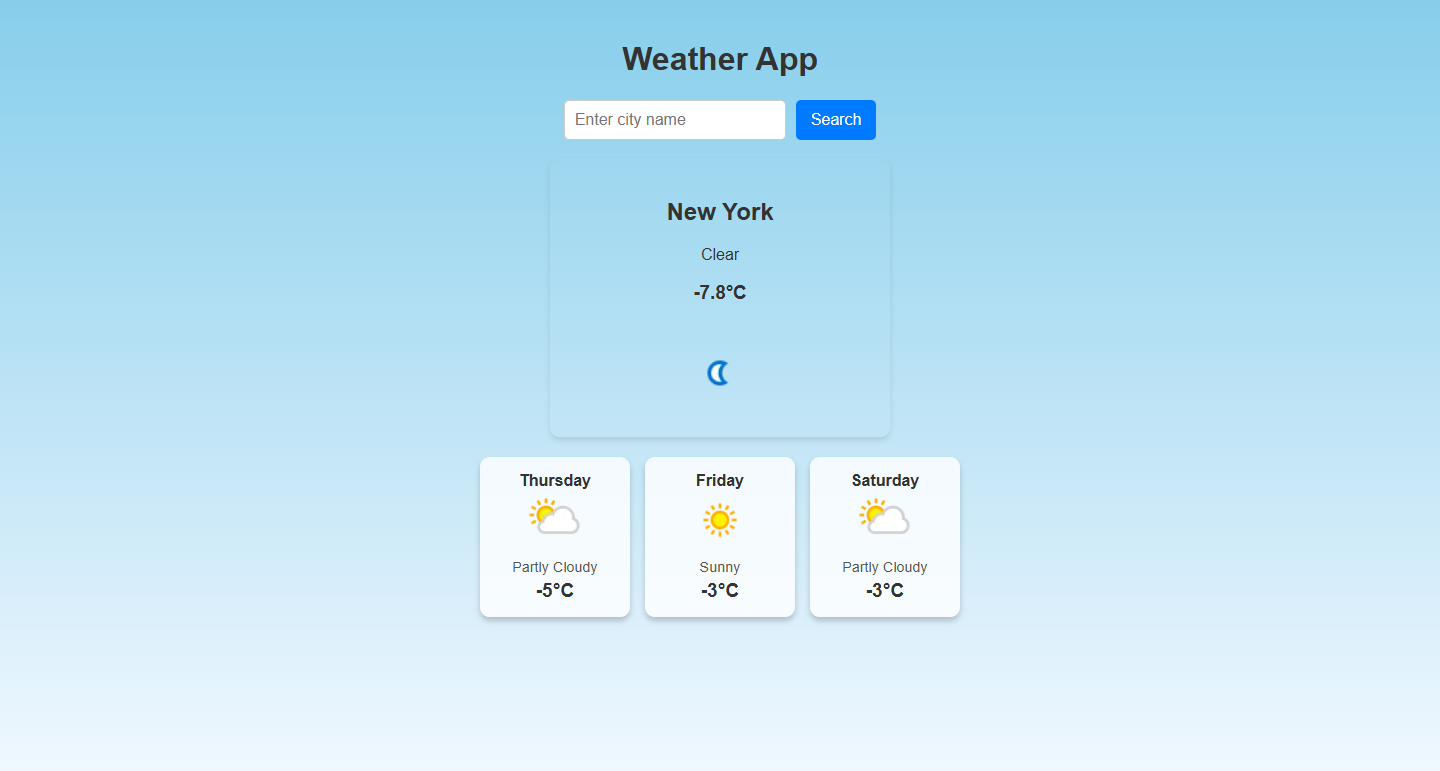 Weather App
Enter city name Search
New York
Clear
-7.8°C
Thursday Friday Saturday
Partly Cloudy Sunny Partly Cloudy
-5°C -3°C -3°C